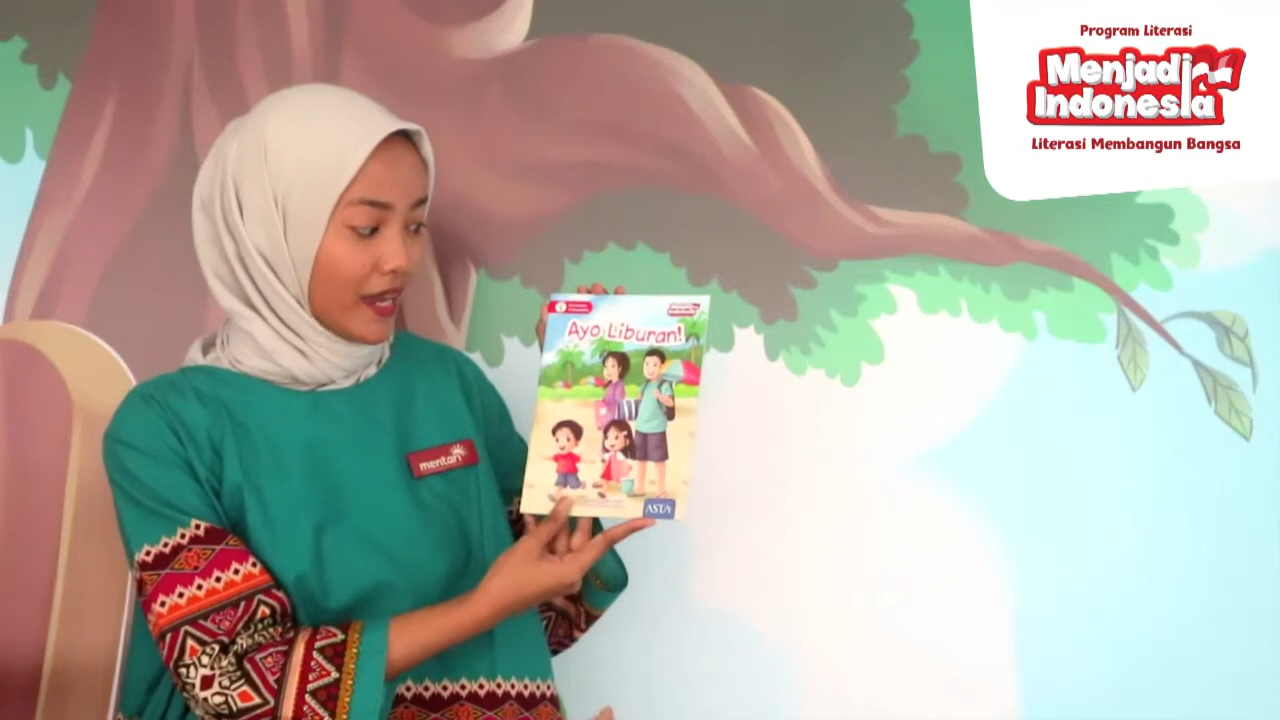 Program Literasi
Menjadi
Indonesia
Literasi Membangun Bangsa
Ayo Liburan!
mentari
ASTA